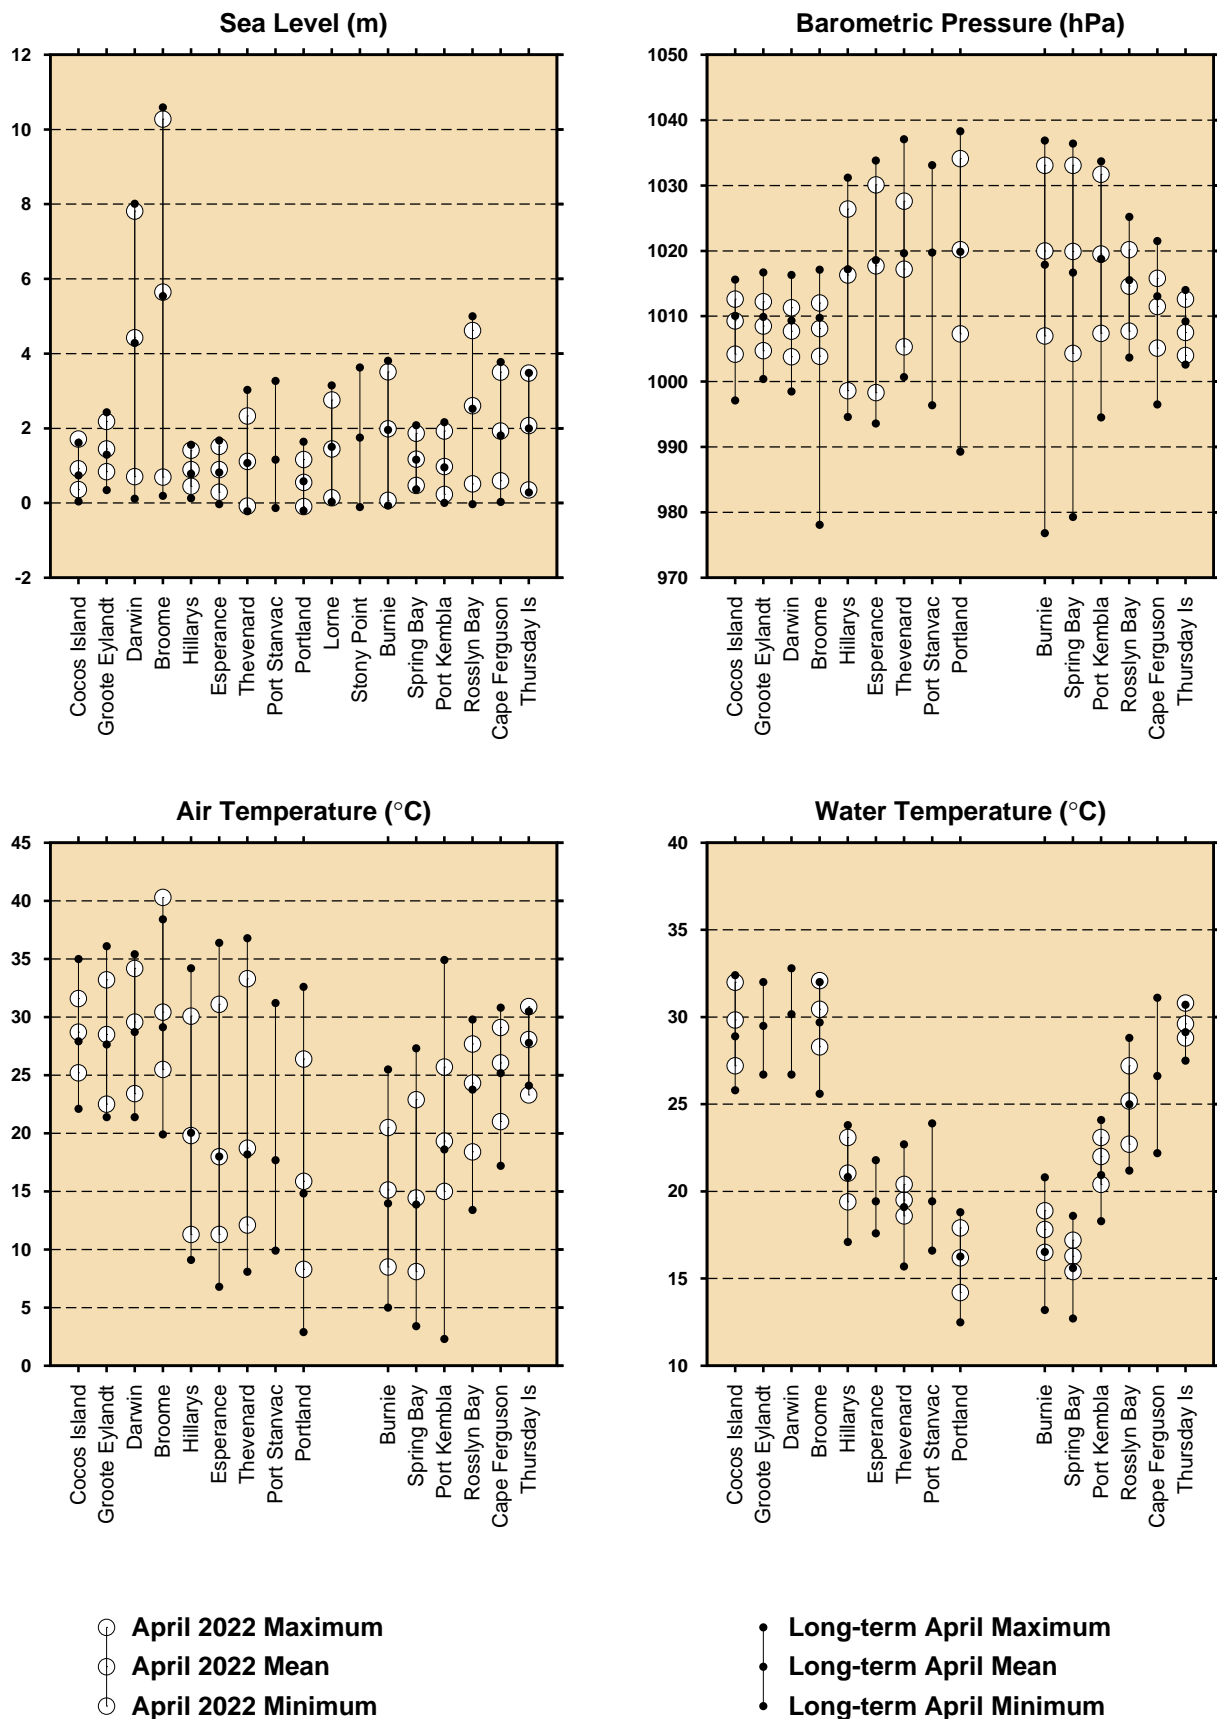 Sea Level (m)
12
10
8
6
4
2
0
-2
Cocos Island
Groote Eylandt
Darwin
Broome
Hillarys
Esperance
Thevenard
Port Stanvac
Portland
Lorne
Stony Point
Burnie
Spring Bay
Port Kembla
Rosslyn Bay
Cape Ferguson
Thursday Is
Barometric Pressure (hPa)
1050
1040
1030
1020
1010
1000
990
980
970
Cocos Island
Groote Eylandt
Darwin
Broome
Hillarys
Esperance
Thevenard
Port Stanvac
Portland
Burnie
Spring Bay
Port Kembla
Rosslyn Bay
Cape Ferguson
Thursday Is
Air Temperature (°C)
45
40
35
30
25
20
15
10
5
0
Cocos Island
Groote Eylandt
Darwin
Broome
Hillarys
Esperance
Thevenard
Port Stanvac
Portland
Burnie
Spring Bay
Port Kembla
Rosslyn Bay
Cape Ferguson
Thursday Is
Water Temperature (°C)
40
35
30
25
20
15
10
Cocos Island
Groote Eylandt
Darwin
Broome
Hillarys
Esperance
Thevenard
Port Stanvac
Portland
Burnie
Spring Bay
Port Kembla
Rosslyn Bay
Cape Ferguson
Thursday Is
April 2022 Maximum
April 2022 Mean
April 2022 Minimum
Long-term April Maximum
Long-term April Mean
Long-term April Minimum